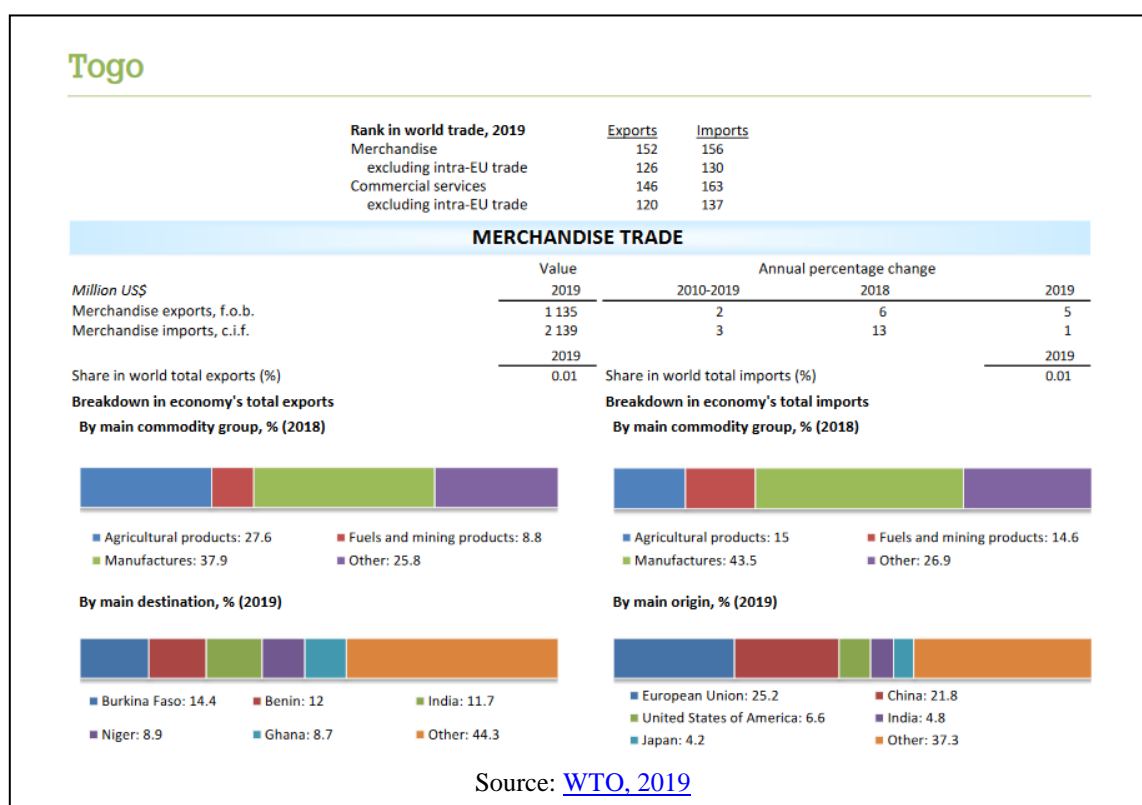 Togo
Rank in world trade, 2019 Exports Imports
Merchandise 152 156
excluding intra-EU trade 126 130
Commercial services 146 163
excluding intra-EU trade 120 137
MERCHANDISE TRADE
Value Annual percentage change
Million US$ 2019 2010-2019 2018 2019
Merchandise exports, f.o.b. 1 135 2 6 5
Merchandise imports, c.i.f. 2 139 3 13 1
2019 2019
Share in world total exports (%) 0.01 Share in world total imports (%) 0.01
Breakdown in economy's total exports Breakdown in economy's total imports
By main commodity group, % (2018) By main commodity group, % (2018)
Agricultural products: 27.6 Fuels and mining products: 8.8 Agricultural products: 15 Fuels and mining products: 14.6
Manufactures: 37.9 Other: 25.8 Manufactures: 43.5 Other: 26.9
By main destination, % (2019) By main origin, % (2019)
Burkina Faso: 14.4 Benin: 12 India: 11.7 European Union: 25.2 China: 21.8
United States of America: 6.6 India: 4.8
Niger: 8.9 Ghana: 8.7 Other: 44.3 Japan: 4.2 Other: 37.3
Source: WTO, 2019